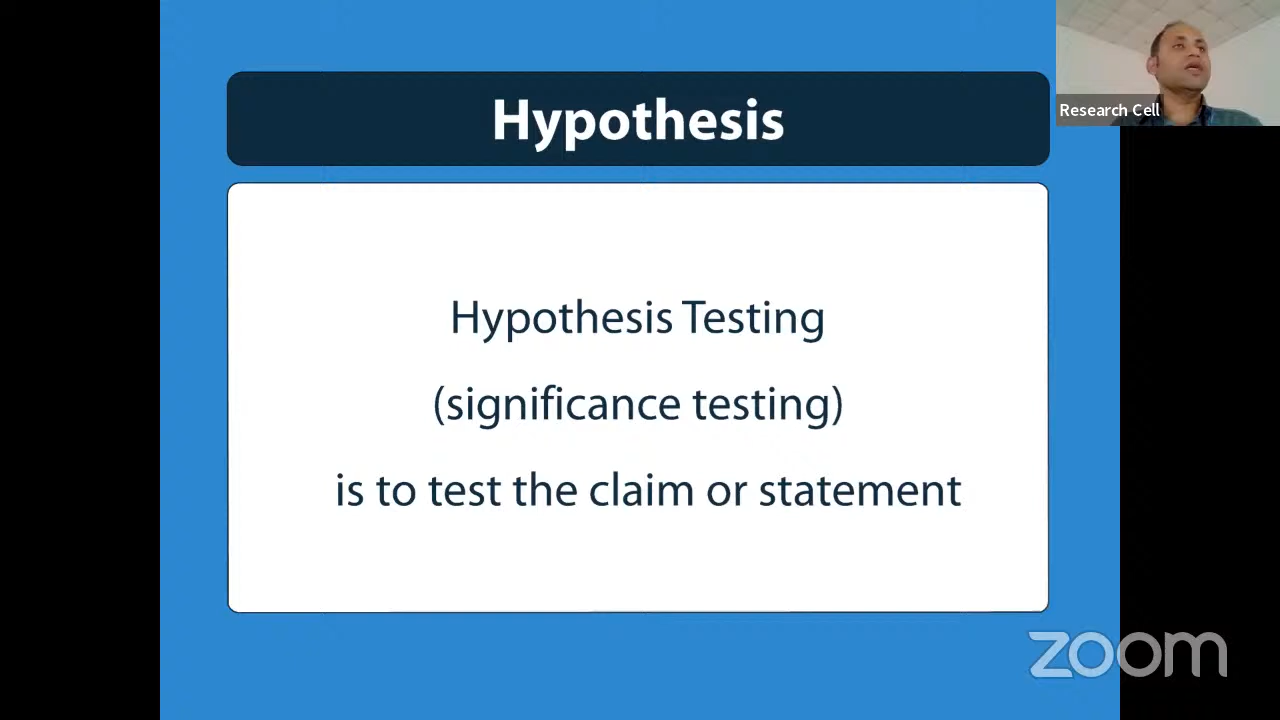 Hypothesis
Research Cell
Hypothesis Testing
(significance testing)
is to test the claim or statement
zoom